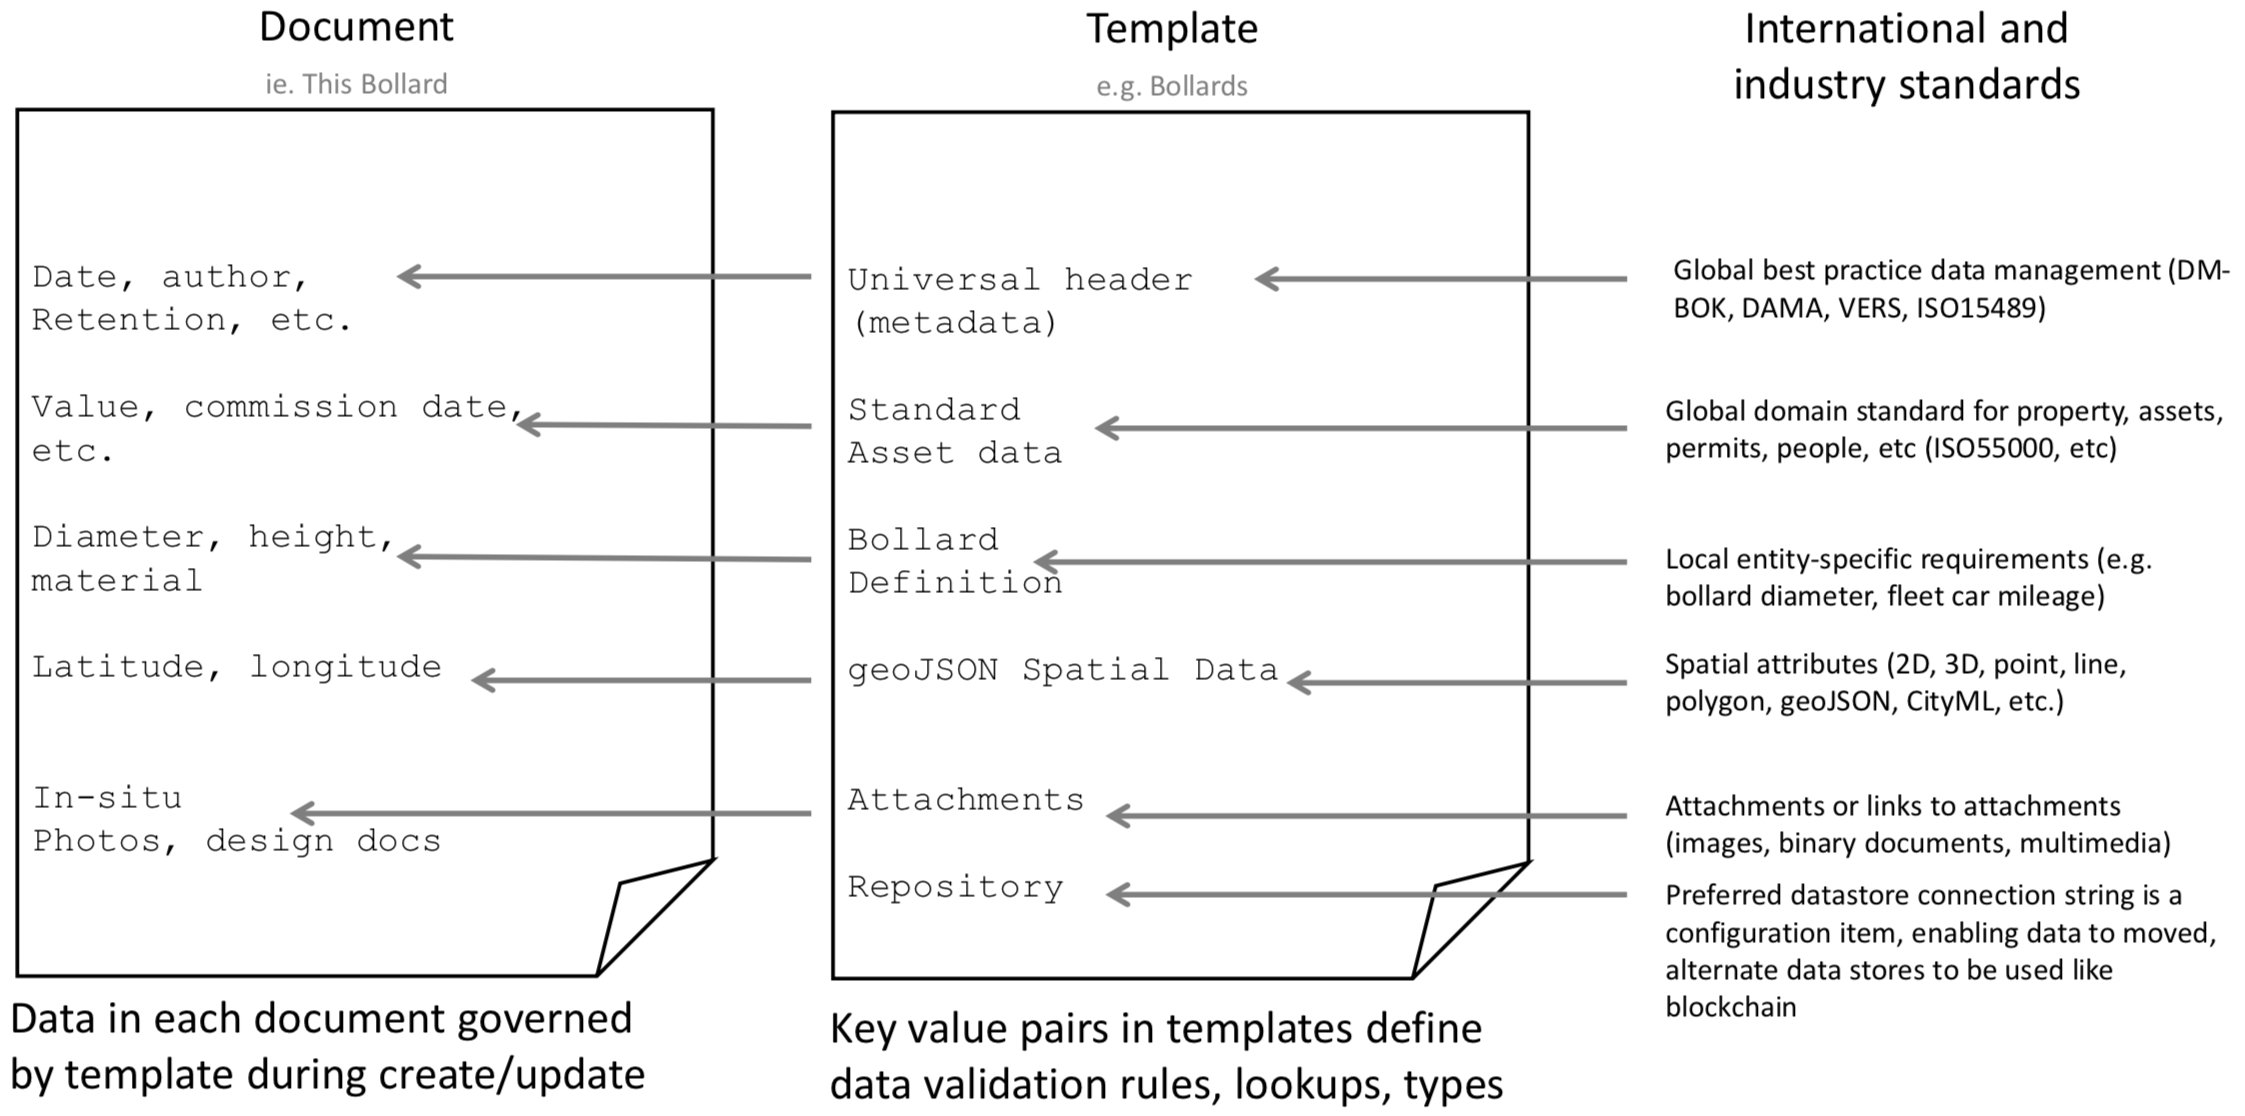 Document
ie. This Bollard
Date, author,
Retention, etc.
Value, commission date,
etc.
Diameter, height,
material
Latitude, longitude
In-situ
Photos, design docs
Data in each document governed
by template during create/update
Template
e.g. Bollards
Universal header
(metadata)
Standard
Asset data
Bollard
Definition
geoJSON Spatial Data
Attachments
Repository
Key value pairs in templates define
data validation rules, lookups, types
International and
industry standards
Global best practice data management (DM-
BOK, DAMA, VERS, ISO15489)
Global domain standard for property, assets,
permits, people, etc (ISO55000, etc)
Local entity-specific requirements (e.g.
bollard diameter, fleet car mileage)
Spatial attributes (2D, 3D, point, line,
polygon, geoJSON, CityML, etc.)
Attachments or links to attachments
(images, binary documents, multimedia)
Preferred datastore connection string is a
configuration item, enabling data to moved,
alternate data stores to be used like
blockchain